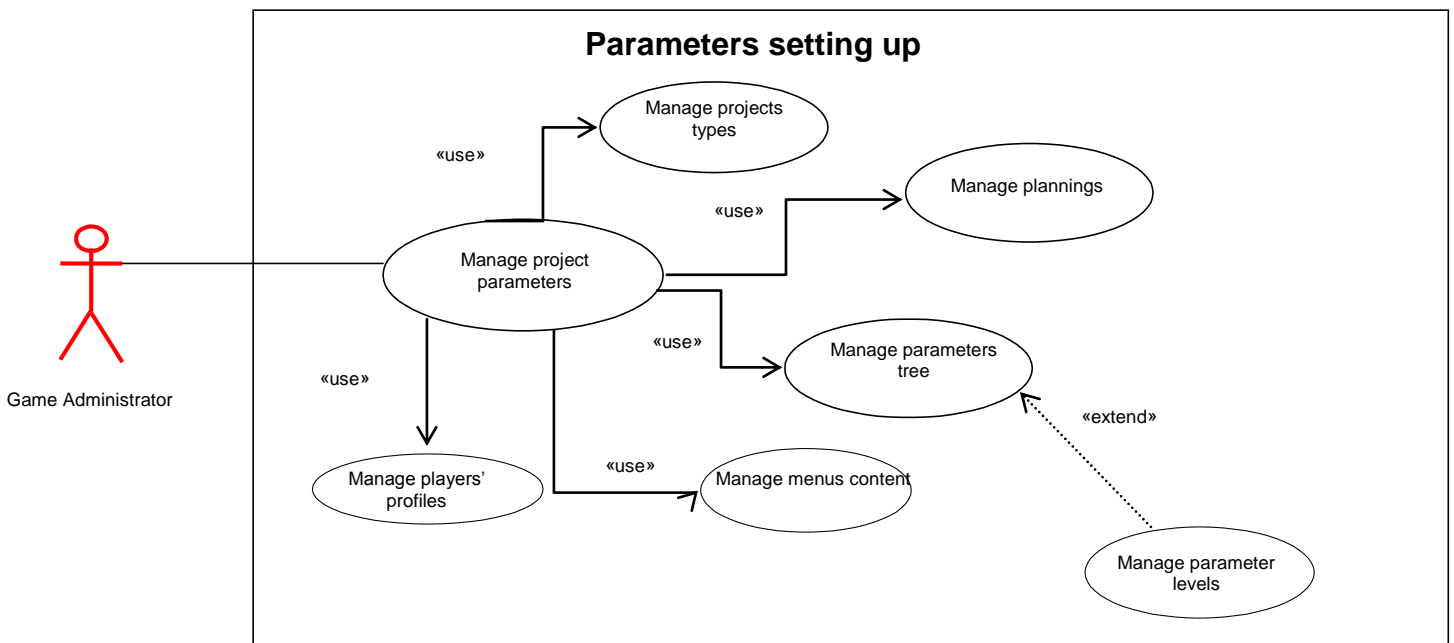 Parameters setting up
Manage projects
types
«use»
Manage plannings
«use»
Manage project
parameters
«use»
Manage parameters
tree
«use»
Game Administrator
«extend»
«use»
Manage players’
profiles
Manage menus content
Manage parameter
levels